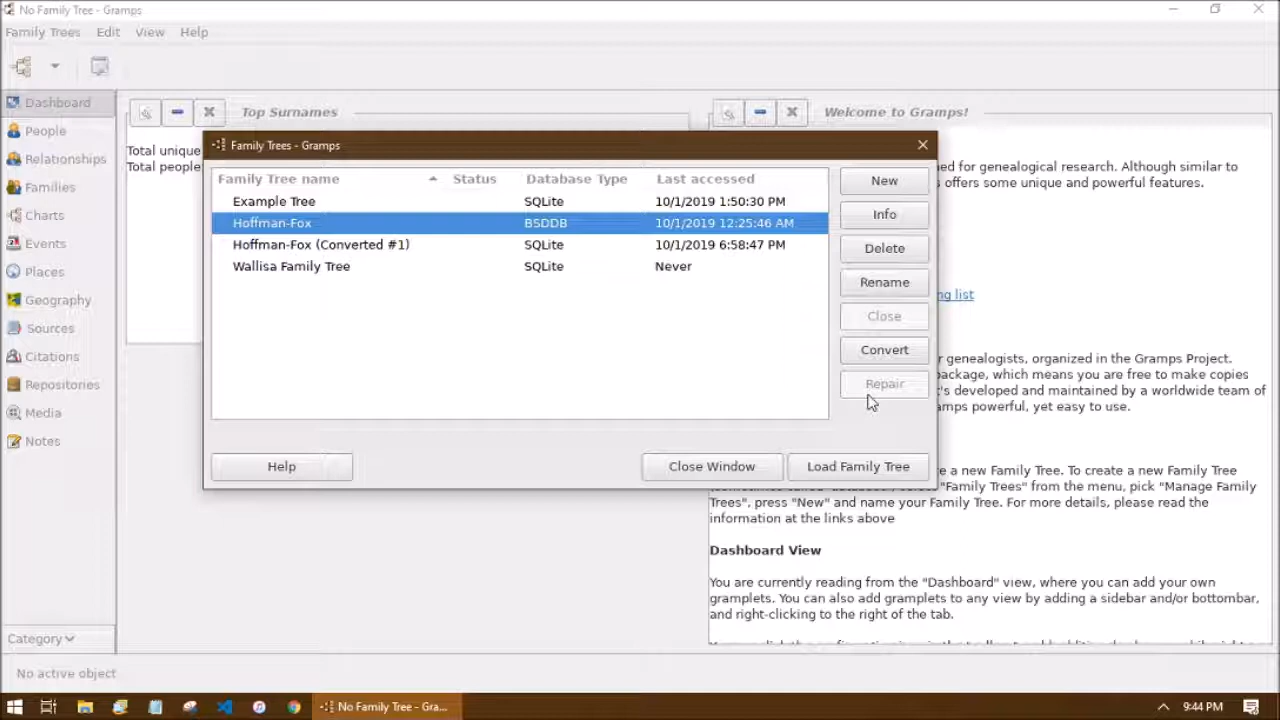 No Family Tree - Gramps
Family Trees Edit View Help
Dashboard
People
Relationships
Families
Charts
Events
Places
Geography
Sources
Citations
Repositories
Media
Notes
Category
No active object
Top Surnames
Total unique
Total people
Welcome to Gramps!
ned for genealogical research. Although similar to
s offers some unique and powerful features.
ng list
r genealogists, organized in the Gramps Project.
package, which means you are free to make copies
t's developed and maintained by a worldwide team of
amps powerful, yet easy to use.
e a new Family Tree. To create a new Family Tree
"from the menu, pick "Manage Family
Trees", press "New" and name your Family Tree. For more details, please read the
information at the links above
Dashboard View
You are currently reading from the "Dashboard" view, where you can add your own
gramplets. You can also add gramplets to any view by adding a sidebar and/or bottombar,
and right-clicking to the right of the tab.
Family Trees - Gramps
Family Tree name Status Database Type Last accessed
Example Tree SQLite 10/1/2019 1:50:30 PM
Hoffman-Fox BSDDB 10/1/2019 12:25:46 AM
Hoffman-Fox (Converted #1) SQLite 10/1/2019 6:58:47 PM
Wallisa Family Tree SQLite Never
New
Info
Delete
Rename
Close
Convert
Repair
Help Close Window Load Family Tree
No Family Tree - Gra...
9:44 PM